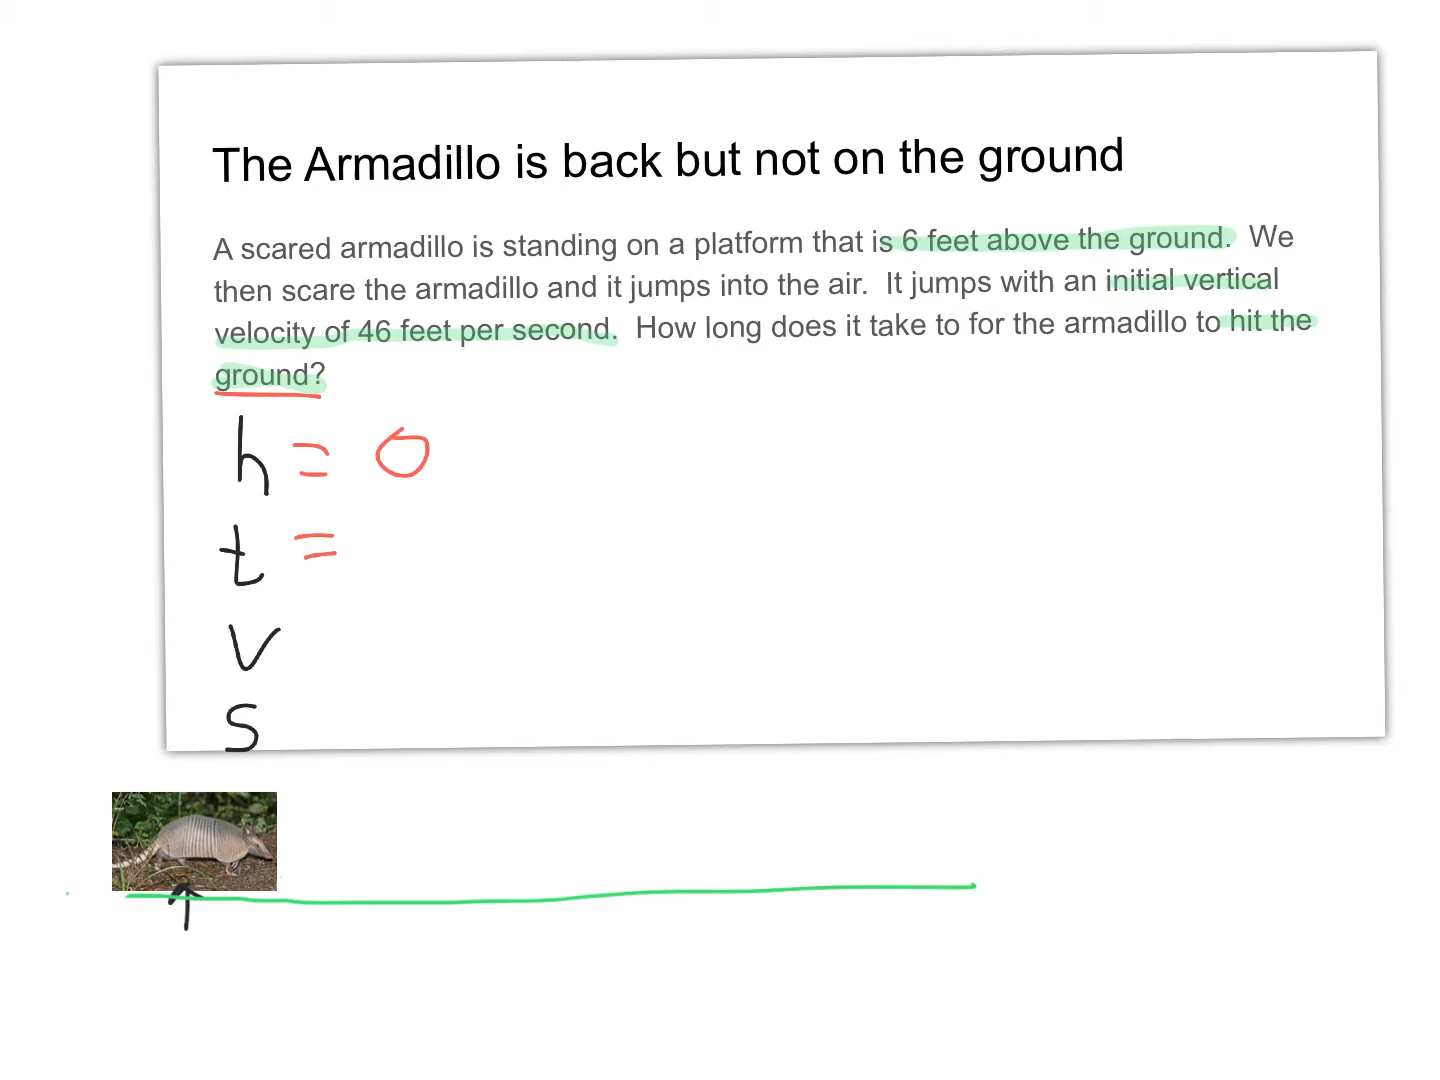 The Armadillo is back but not on the ground
A scared armadillo is standing on a platform that is 6 feet above the ground. We
then scare the armadillo and it jumps into the air. It jumps with an initial vertical
velocity of 46 feet per second. How long does it take to for the armadillo to hit the
ground?
h = 0
t =
v
s